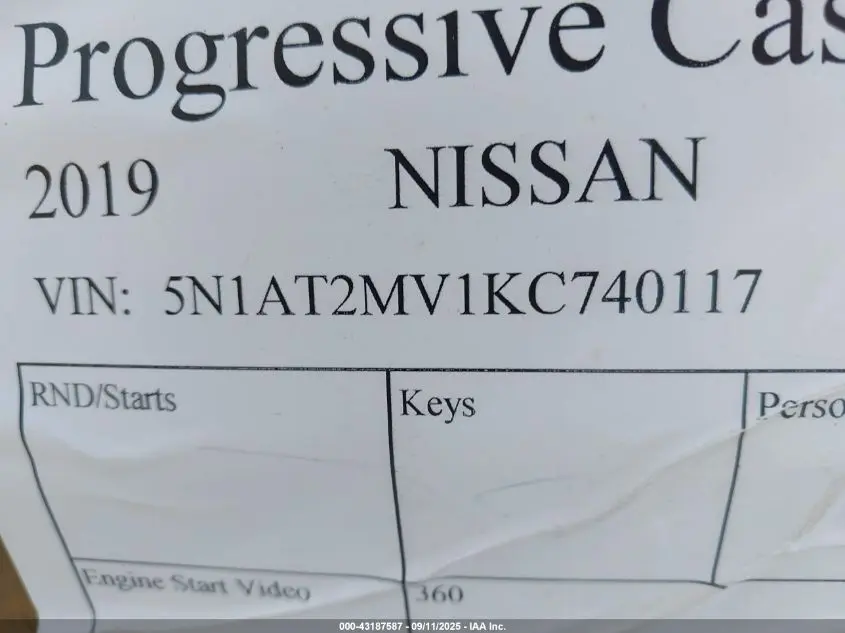 Progressive Cas
2019 NISSAN
VIN: 5N1AT2MV1KC740117
RND/Starts Keys Perso
Engine Start Video 360
000-43187587 - 09/11/2025 - IAA Inc.